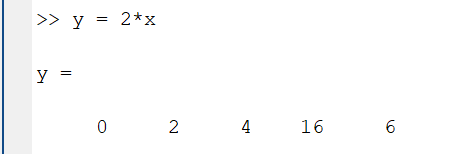 >> y = 2*x
y =
0 2 4 16 6